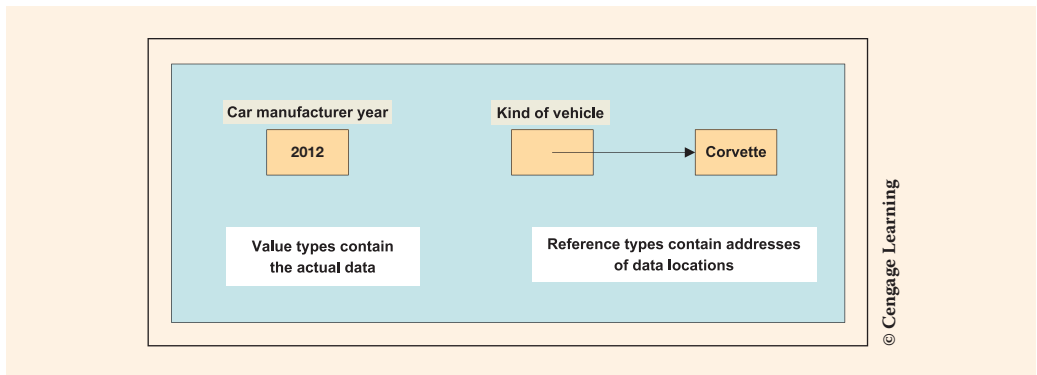 Car manufacturer year
2012
Kind of vehicle
Corvette
Value types contain
the actual data
Reference types contain addresses
of data locations
© Cengage Learning